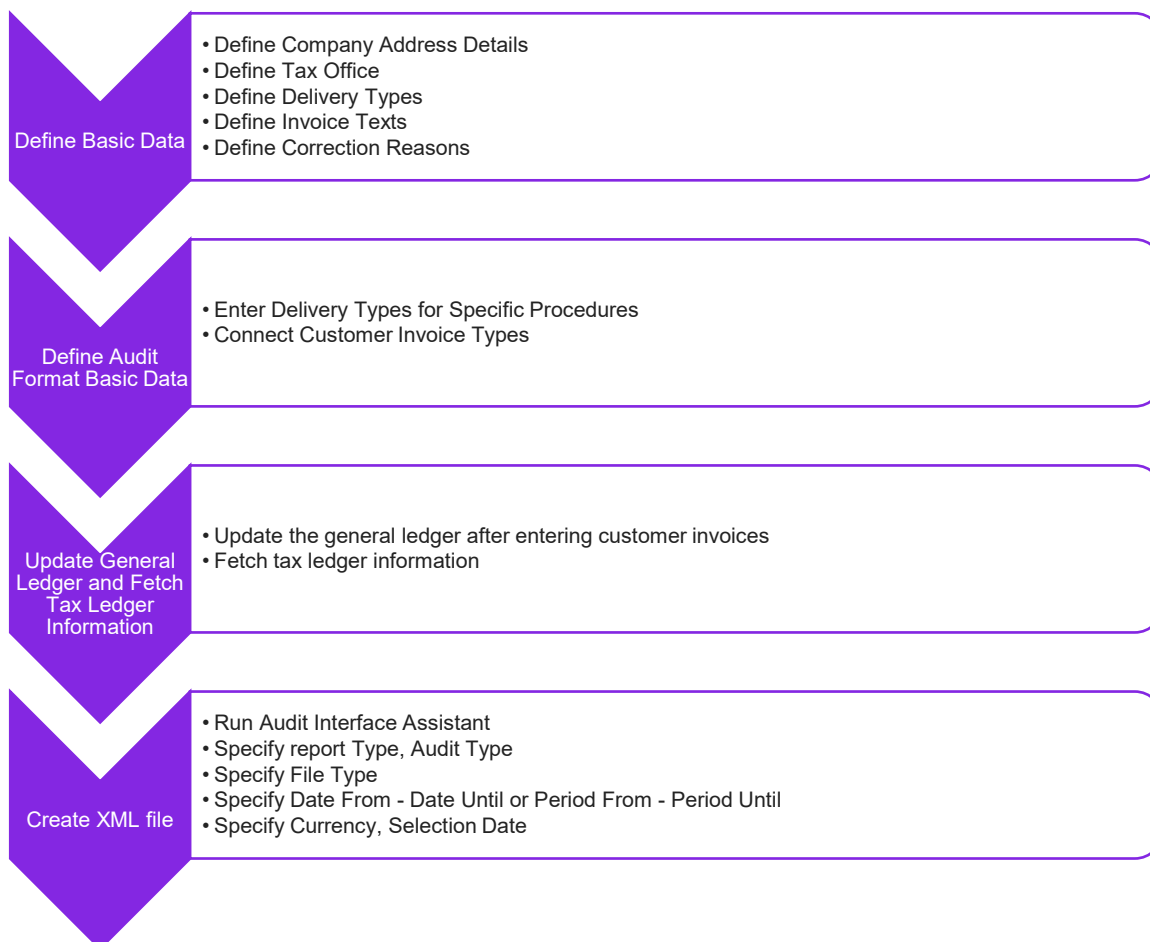 Define Basic Data
• Define Company Address Details
• Define Tax Office
• Define Delivery Types
• Define Invoice Texts
• Define Correction Reasons
Define Audit
Format Basic Data
• Enter Delivery Types for Specific Procedures
• Connect Customer Invoice Types
Update General
Ledger and Fetch
Tax Ledger
Information
• Update the general ledger after entering customer invoices
• Fetch tax ledger information
Create XML file
• Run Audit Interface Assistant
• Specify report Type, Audit Type
• Specify File Type
• Specify Date From - Date Until or Period From - Period Until
• Specify Currency, Selection Date